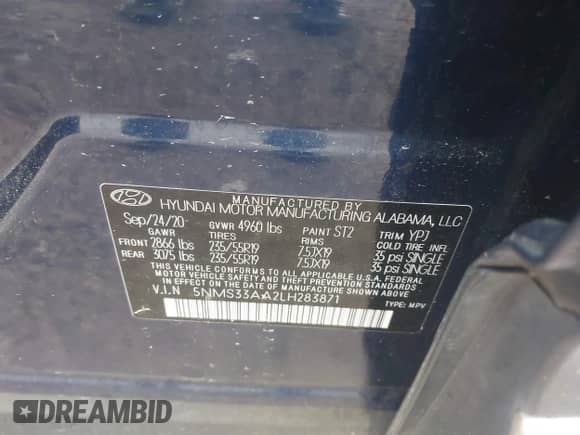 MANUFACTURED BY
HYUNDAI MOTOR MANUFACTURING ALABAMA, LLC
Sep/24/20 GVWR 4960 lbs PAINT ST2 TRIM YPJ
GAWR TIRES RIMS COLD TIRE INFL
FRONT 2866 lbs 235/55R19 7.5JX19 35 psi SINGLE
REAR 3075 lbs 235/55R19 7.5JX19 35 psi SINGLE
THIS VEHICLE CONFORMS TO ALL APPLICABLE FEDERAL
MOTOR VEHICLE SAFETY AND THEFT PREVENTION STANDARDS
IN EFFECT ON THE DATE OF MANUFACTURE SHOWN ABOVE.
V.I.N 5NMS33AA2LH283871
TYPE: MPV
DREAMBID